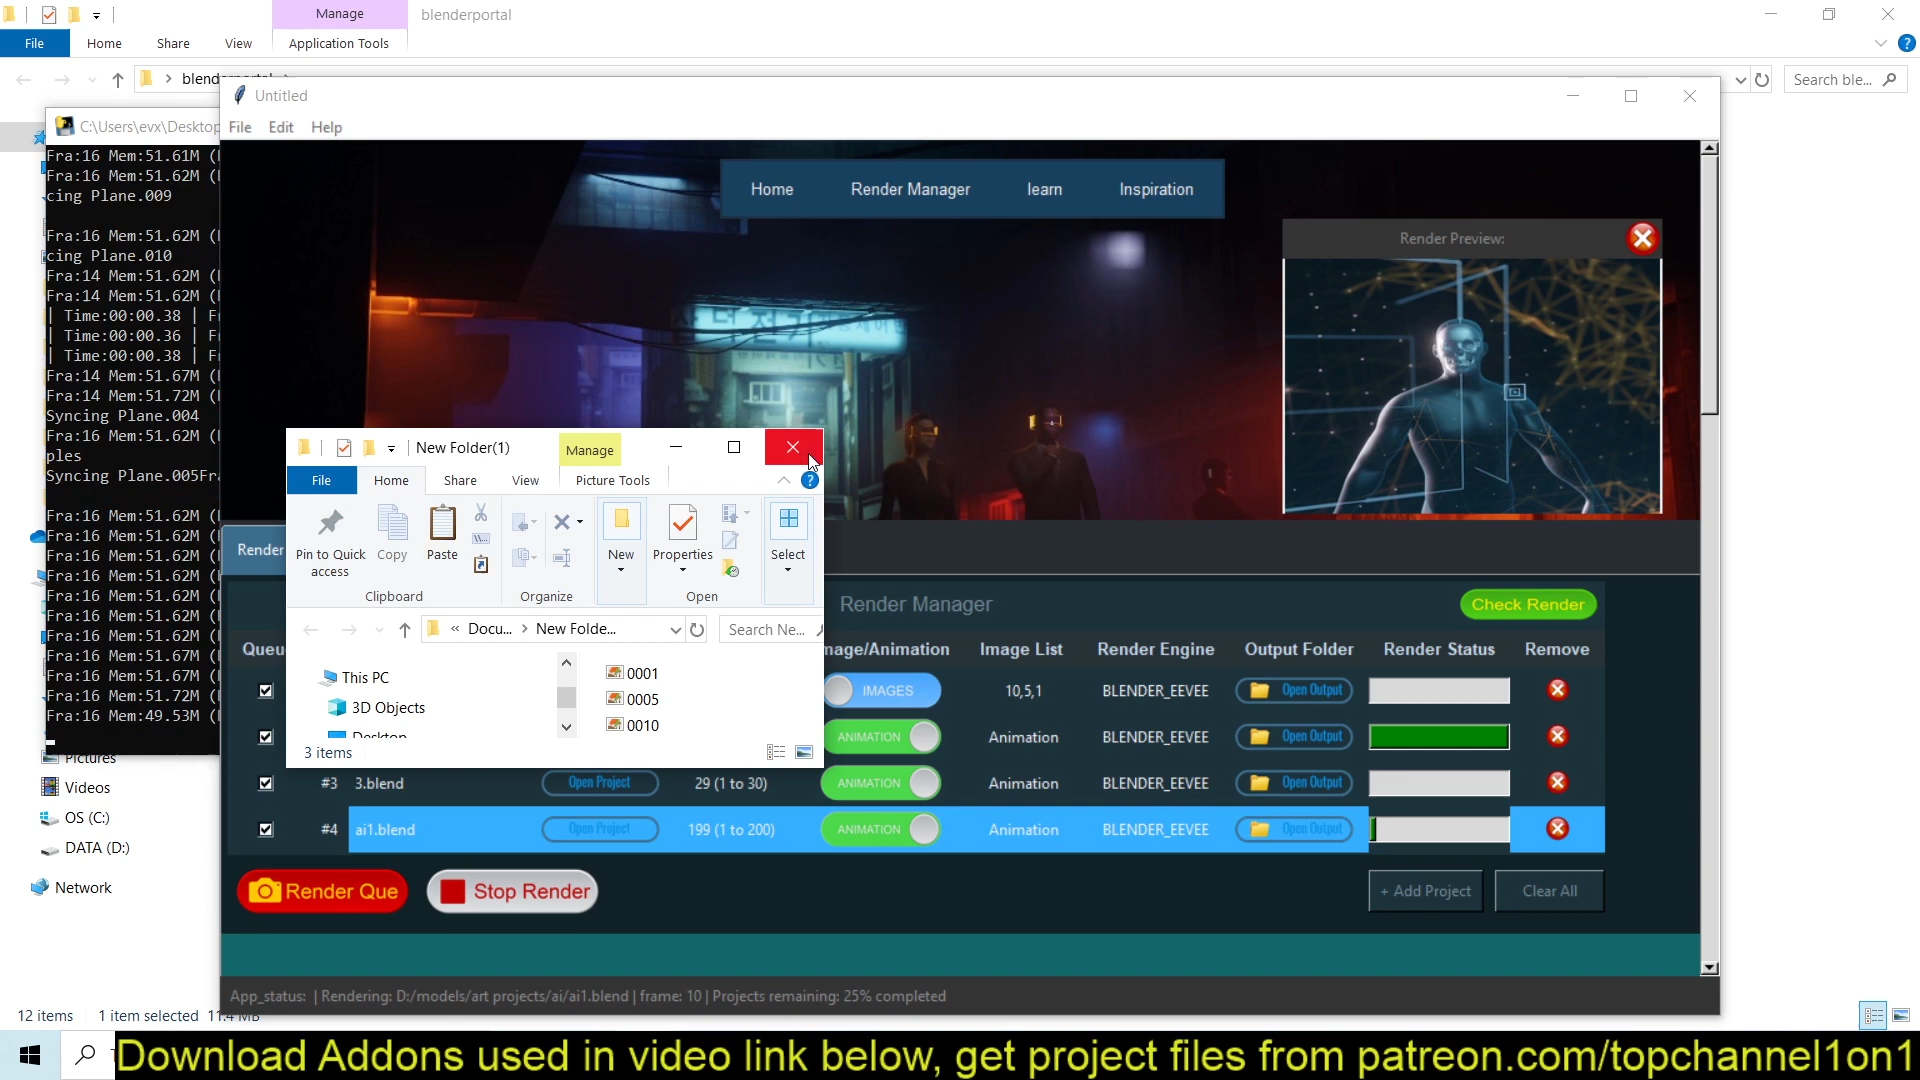 Manage
blenderportal
File
Home
Share
View
Application Tools
Search ble...
Untitled
C:\Users\evx\Desktop
File
Edit
Help
Fra:16 Mem:51.61M
Fra:16 Mem:51.62M
cing Plane.009
Fra:16 Mem:51.62M
cing Plane.010
Fra:14 Mem:51.62M
Fra:14 Mem:51.62M
| Time:00:00.38 |
| Time:00:00.36 |
| Time:00:00.38 |
Fra:14 Mem:51.67M
Fra:14 Mem:51.72M
Syncing Plane.004
Fra:16 Mem:51.62M
ples
Syncing Plane.005Fra
Fra:16 Mem:51.62M
Fra:16 Mem:51.62M
Fra:16 Mem:51.62M
Fra:16 Mem:51.62M
Fra:16 Mem:51.62M
Fra:16 Mem:51.62M
Fra:16 Mem:51.62M
Fra:16 Mem:51.67M
Fra:16 Mem:51.67M
Fra:16 Mem:51.72M
Fra:16 Mem:49.53M
Home
Render Manager
learn
Inspiration
Render Preview:
New Folder(1)
Manage
File
Home
Share
View
Picture Tools
Pin to Quick access
Copy
Paste
New
Properties
Select
Clipboard
Organize
Open
« Docu... > New Folde...
Search Ne...
This PC
3D Objects
0001
0005
0010
3 items
Render
Render Manager
Check Render
Image List
Render Engine
Output Folder
Render Status
Remove
IMAGES
10,5,1
BLENDER_EEVEE
Open Output
ANIMATION
Animation
BLENDER_EEVEE
Open Output
#3
3.blend
Open Project
29 (1 to 30)
ANIMATION
Animation
BLENDER_EEVEE
Open Output
#4
ai1.blend
Open Project
199 (1 to 200)
ANIMATION
Animation
BLENDER_EEVEE
Open Output
Render Que
Stop Render
+ Add Project
Clear All
App_status: | Rendering: D:/models/art projects/ai/ai1.blend | frame: 10 | Projects remaining: 25% completed
Pictures
Videos
OS (C:)
DATA (D:)
Network
12 items
1 item selected
Download Addons used in video link below, get project files from patreon.com/topchannel1on1